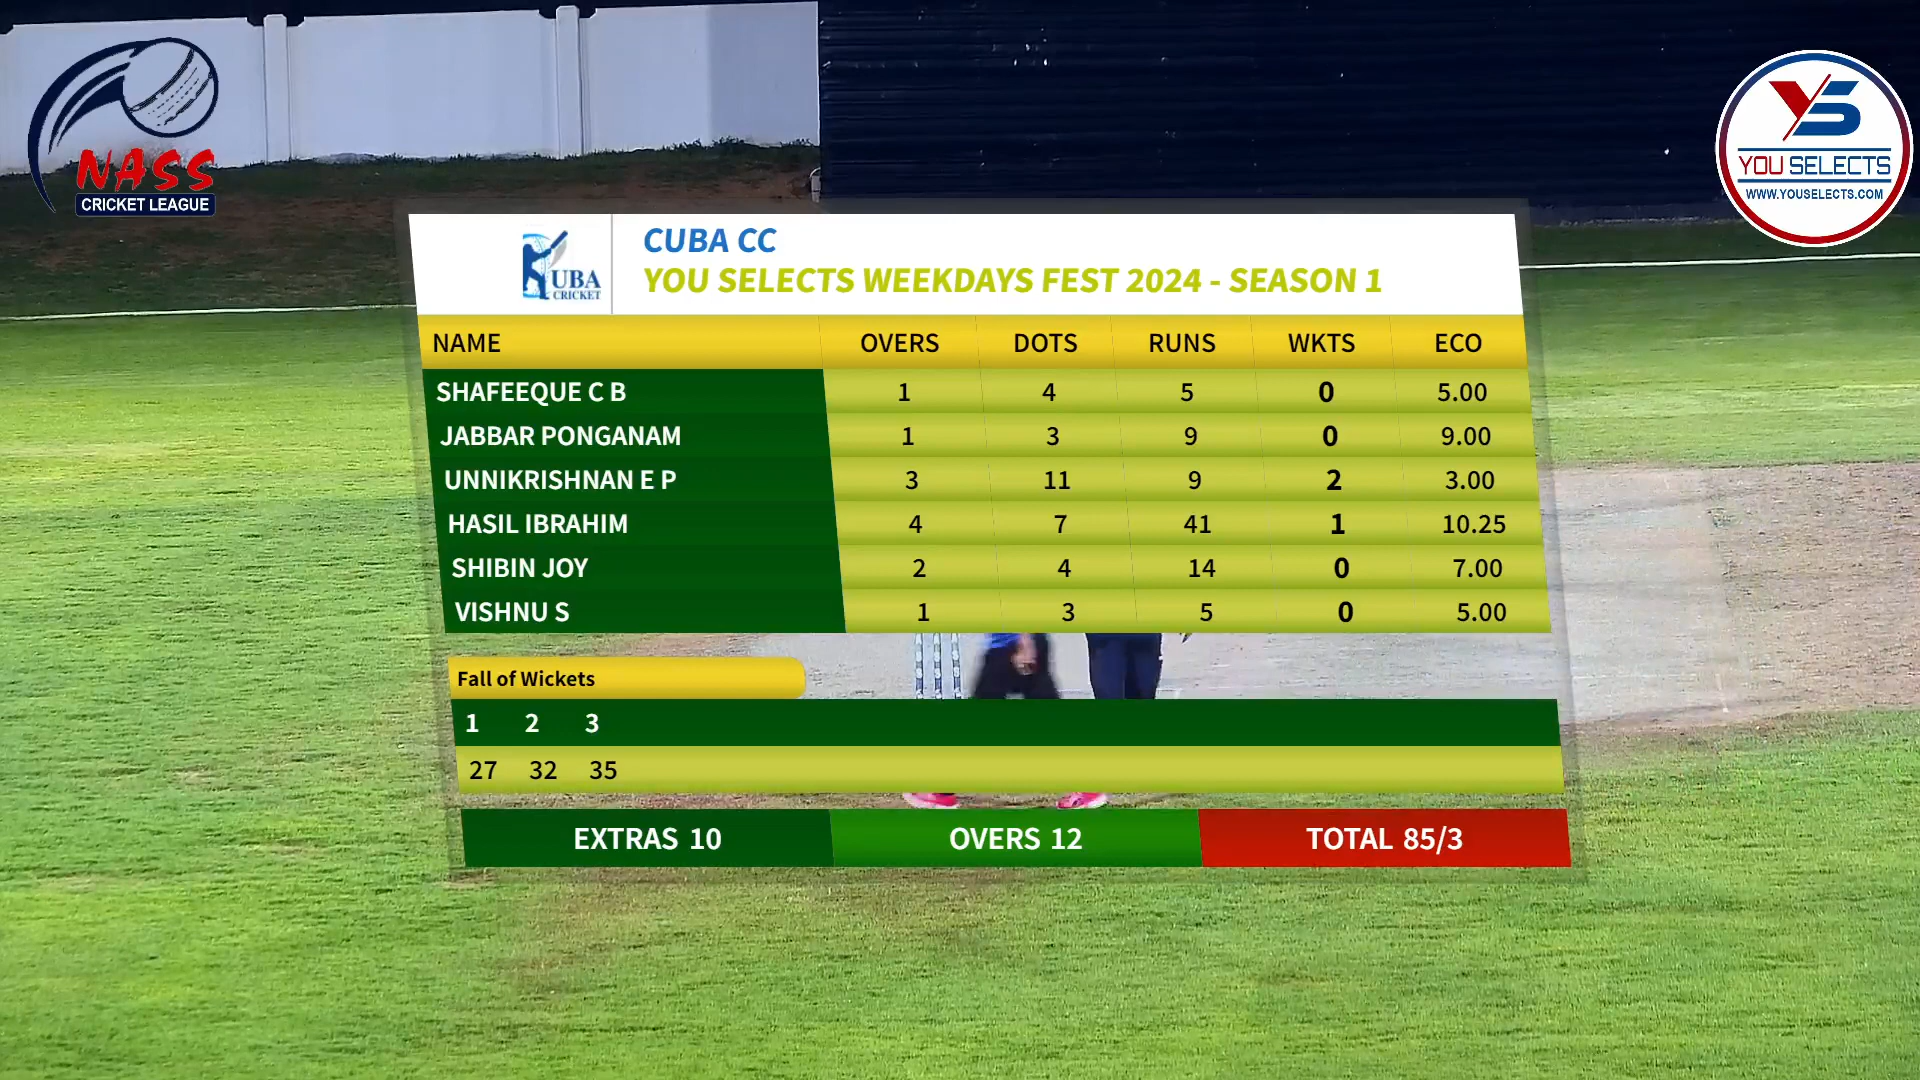 NASS
CRICKET LEAGUE
YS
YOU SELECTS
WWW.YOUSELECTS.COM
UBA
CRICKET
CUBA CC
YOU SELECTS WEEKDAYS FEST 2024 - SEASON 1
NAME OVERS DOTS RUNS WKTS ECO
SHAFEEQUE C B 1 4 5 0 5.00
JABBAR PONGANAM 1 3 9 0 9.00
UNNIKRISHNAN E P 3 11 9 2 3.00
HASIL IBRAHIM 4 7 41 1 10.25
SHIBIN JOY 2 4 14 0 7.00
VISHNU S 1 3 5 0 5.00
Fall of Wickets
1 2 3
27 32 35
EXTRAS 10 OVERS 12 TOTAL 85/3